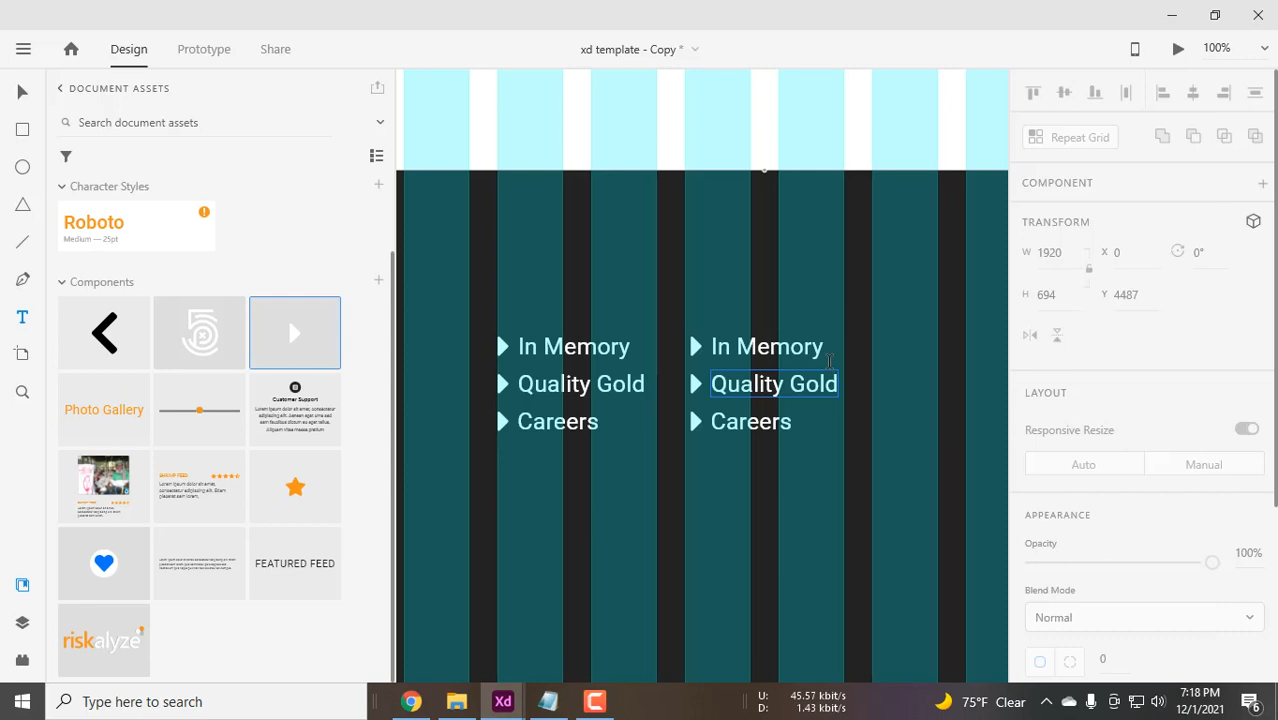 Design
Prototype
Share
xd template - Copy *
100%
DOCUMENT ASSETS
Search document assets
Character Styles
Roboto
Medium — 25pt
Components
Photo Gallery
Customer Support
FEATURED FEED
riskalyze
In Memory
Quality Gold
Careers
In Memory
Quality Gold
Careers
Repeat Grid
COMPONENT
TRANSFORM
W 1920 X 0 0°
H 694 Y 4487
LAYOUT
Responsive Resize
Auto Manual
APPEARANCE
Opacity
100%
Blend Mode
Normal
0
Type here to search
Xd
U: 45.57 kbit/s
D: 1.43 kbit/s
75°F Clear
7:18 PM
12/1/2021
6